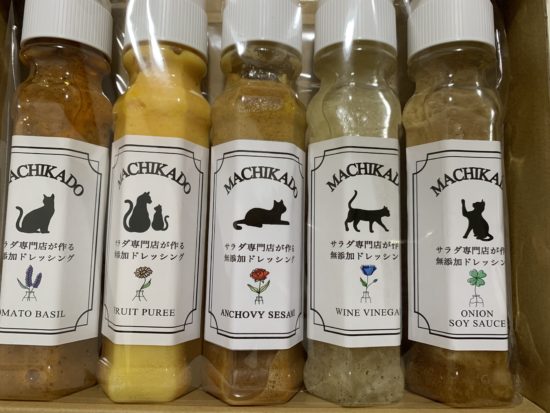 MACHIKADO
サラダ専門店が作る
無添加ドレッシング
TOMATO BASIL
MACHIKADO
サラダ専門店が作る
無添加ドレッシング
FRUIT PUREE
MACHIKADO
サラダ専門店が作る
無添加ドレッシング
ANCHOVY SESAME
MACHIKADO
サラダ専門店が作る
無添加ドレッシング
WINE VINEGAR
MACHIKADO
サラダ専門店が作る
無添加ドレッシング
ONION
SOY SAUCE